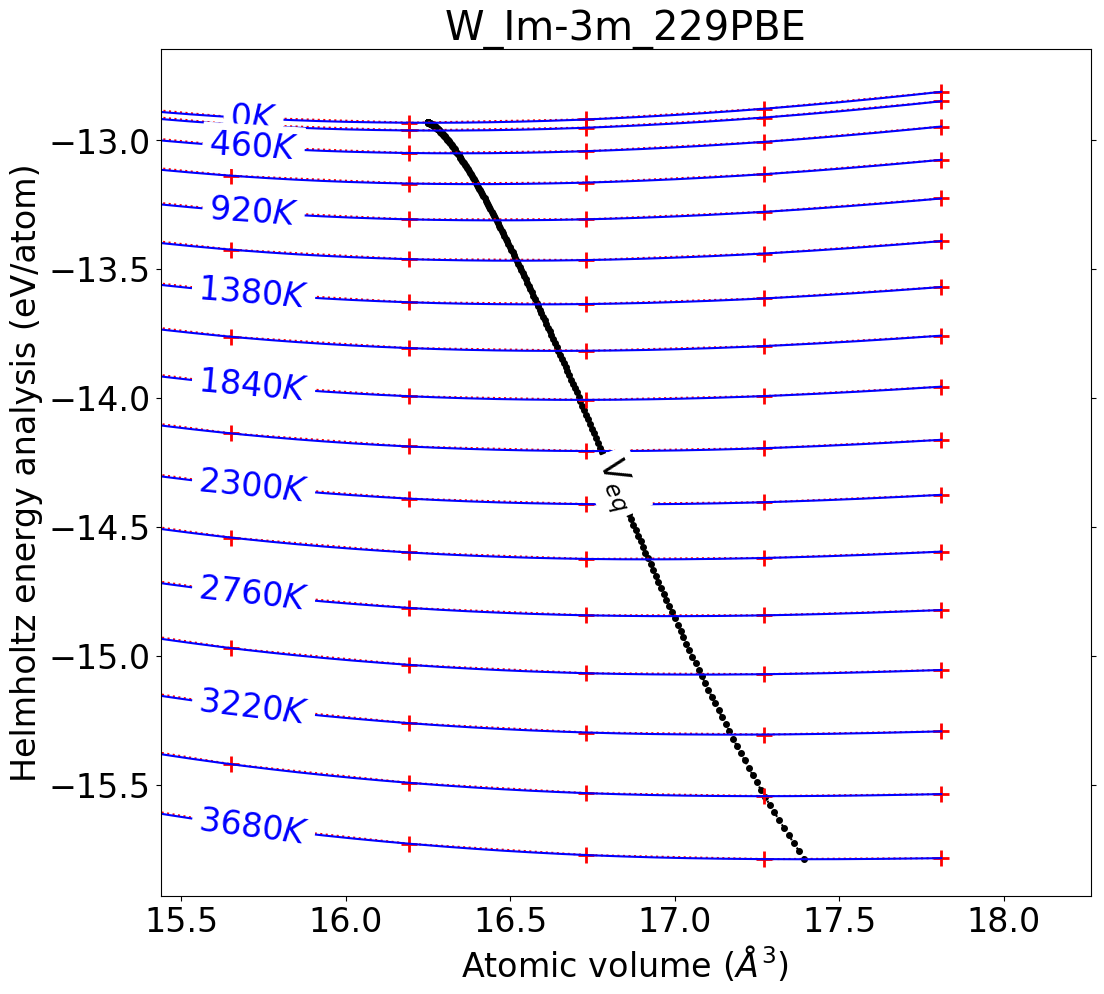 W_Im-3m_229PBE
Helmholtz energy analysis (eV/atom)
−13.0
−13.5
−14.0
−14.5
−15.0
−15.5
0K
460K
920K
1380K
1840K
2300K
2760K
3220K
3680K
V_eq
15.5 16.0 16.5 17.0 17.5 18.0
Atomic volume (Å³)